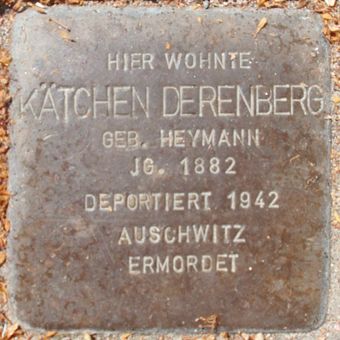 HIER WOHNTE
KÄTCHEN DERENBERG
GEB. HEYMANN
JG. 1882
DEPORTIERT 1942
AUSCHWITZ
ERMORDET